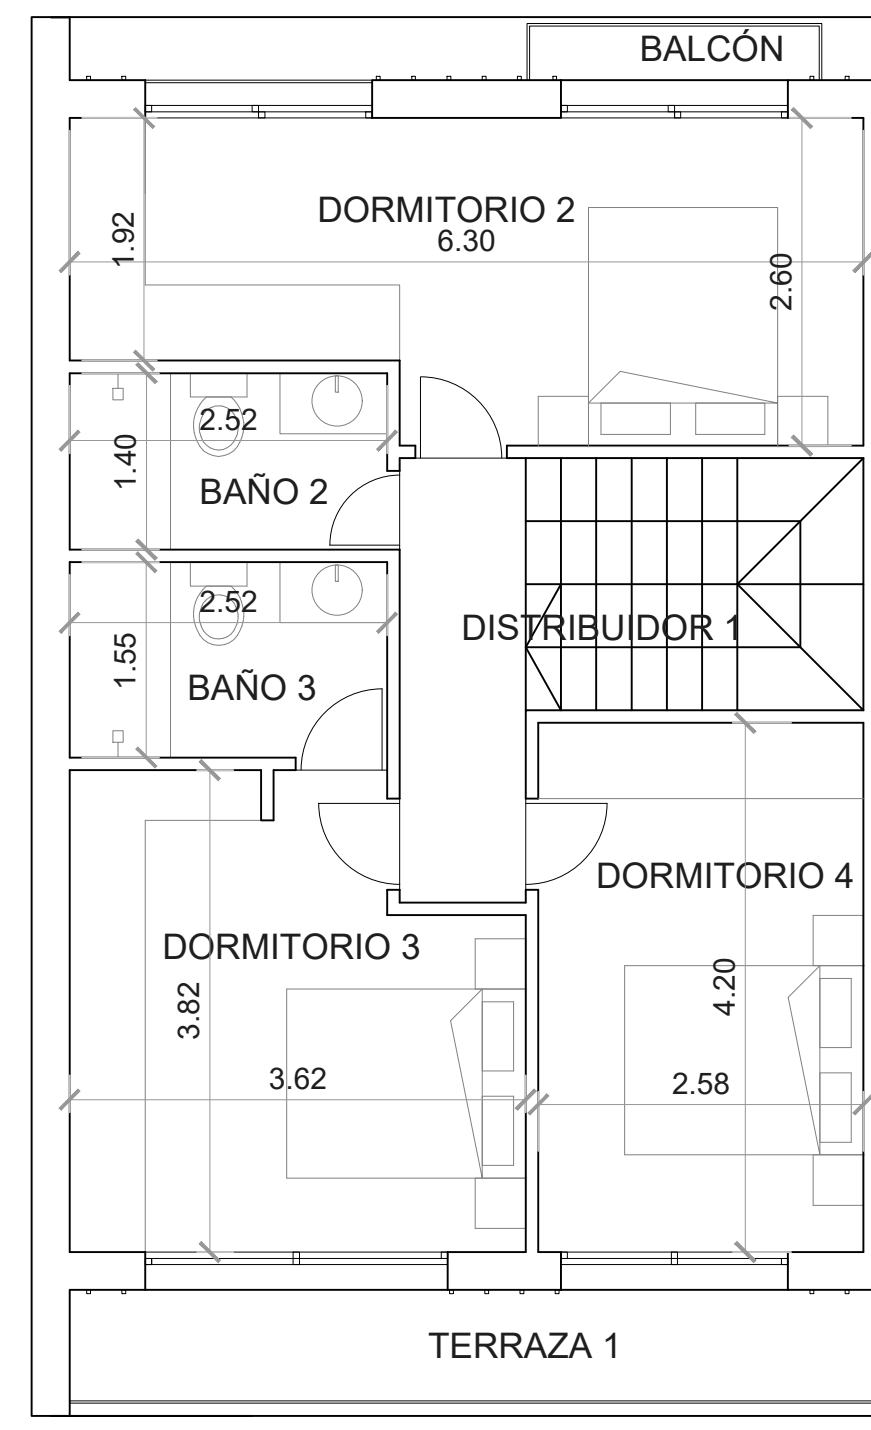 BALCÓN
DORMITORIO 2
6.30
1.92
2.60
2.52
1.40
BAÑO 2
2.52
DISTRIBUIDOR 1
1.55
BAÑO 3
DORMITORIO 4
DORMITORIO 3
4.20
3.82
3.62
2.58
TERRAZA 1